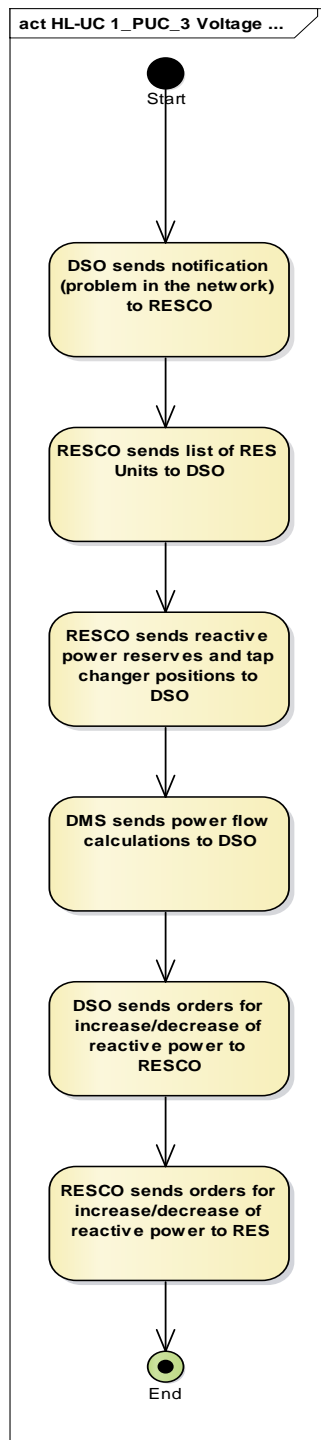 act HL-UC 1_PUC_3 Voltage ...
Start
DSO sends notification
(problem in the network)
to RESCO
RESCO sends list of RES
Units to DSO
RESCO sends reactive
power reserves and tap
changer positions to
DSO
DMS sends power flow
calculations to DSO
DSO sends orders for
increase/decrease of
reactive power to
RESCO
RESCO sends orders for
increase/decrease of
reactive power to RES
End